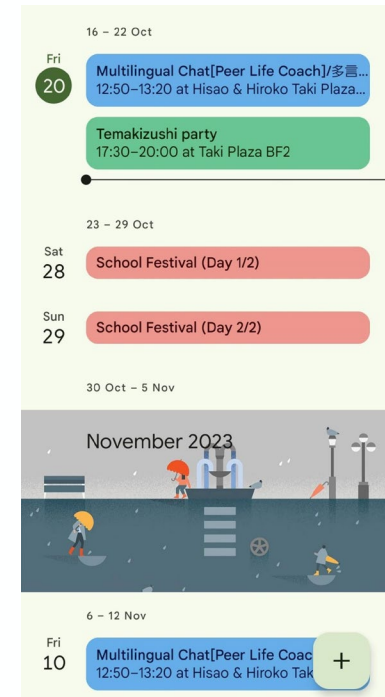 16 – 22 Oct
Fri
20
Multilingual Chat[Peer Life Coach]/多言...
12:50–13:20 at Hisao & Hiroko Taki Plaza...
Temakizushi party
17:30–20:00 at Taki Plaza BF2
23 – 29 Oct
Sat
28
School Festival (Day 1/2)
Sun
29
School Festival (Day 2/2)
30 Oct – 5 Nov
November 2023
6 – 12 Nov
Fri
10
Multilingual Chat[Peer Life Coac
12:50–13:20 at Hisao & Hiroko Tak
+